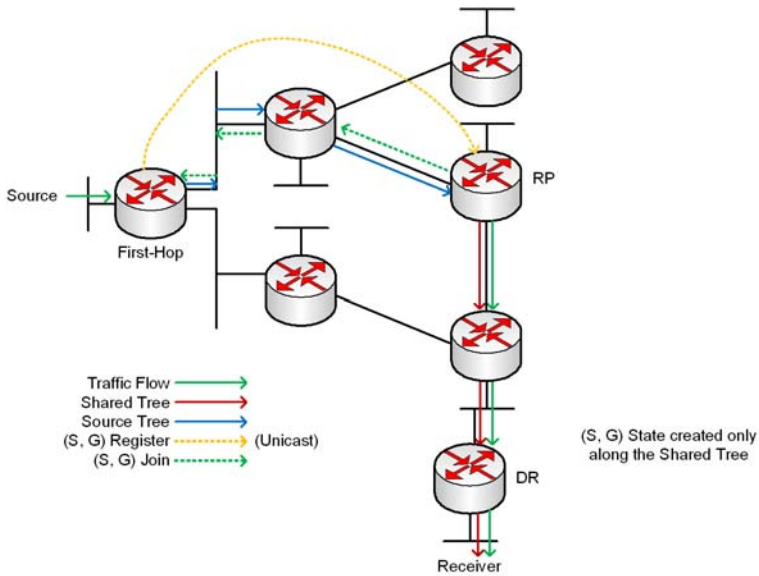 RP
Source
First-Hop
Traffic Flow
Shared Tree
Source Tree
(S, G) Register
(Unicast)
(S, G) Join
(S, G) State created only
along the Shared Tree
DR
Receiver